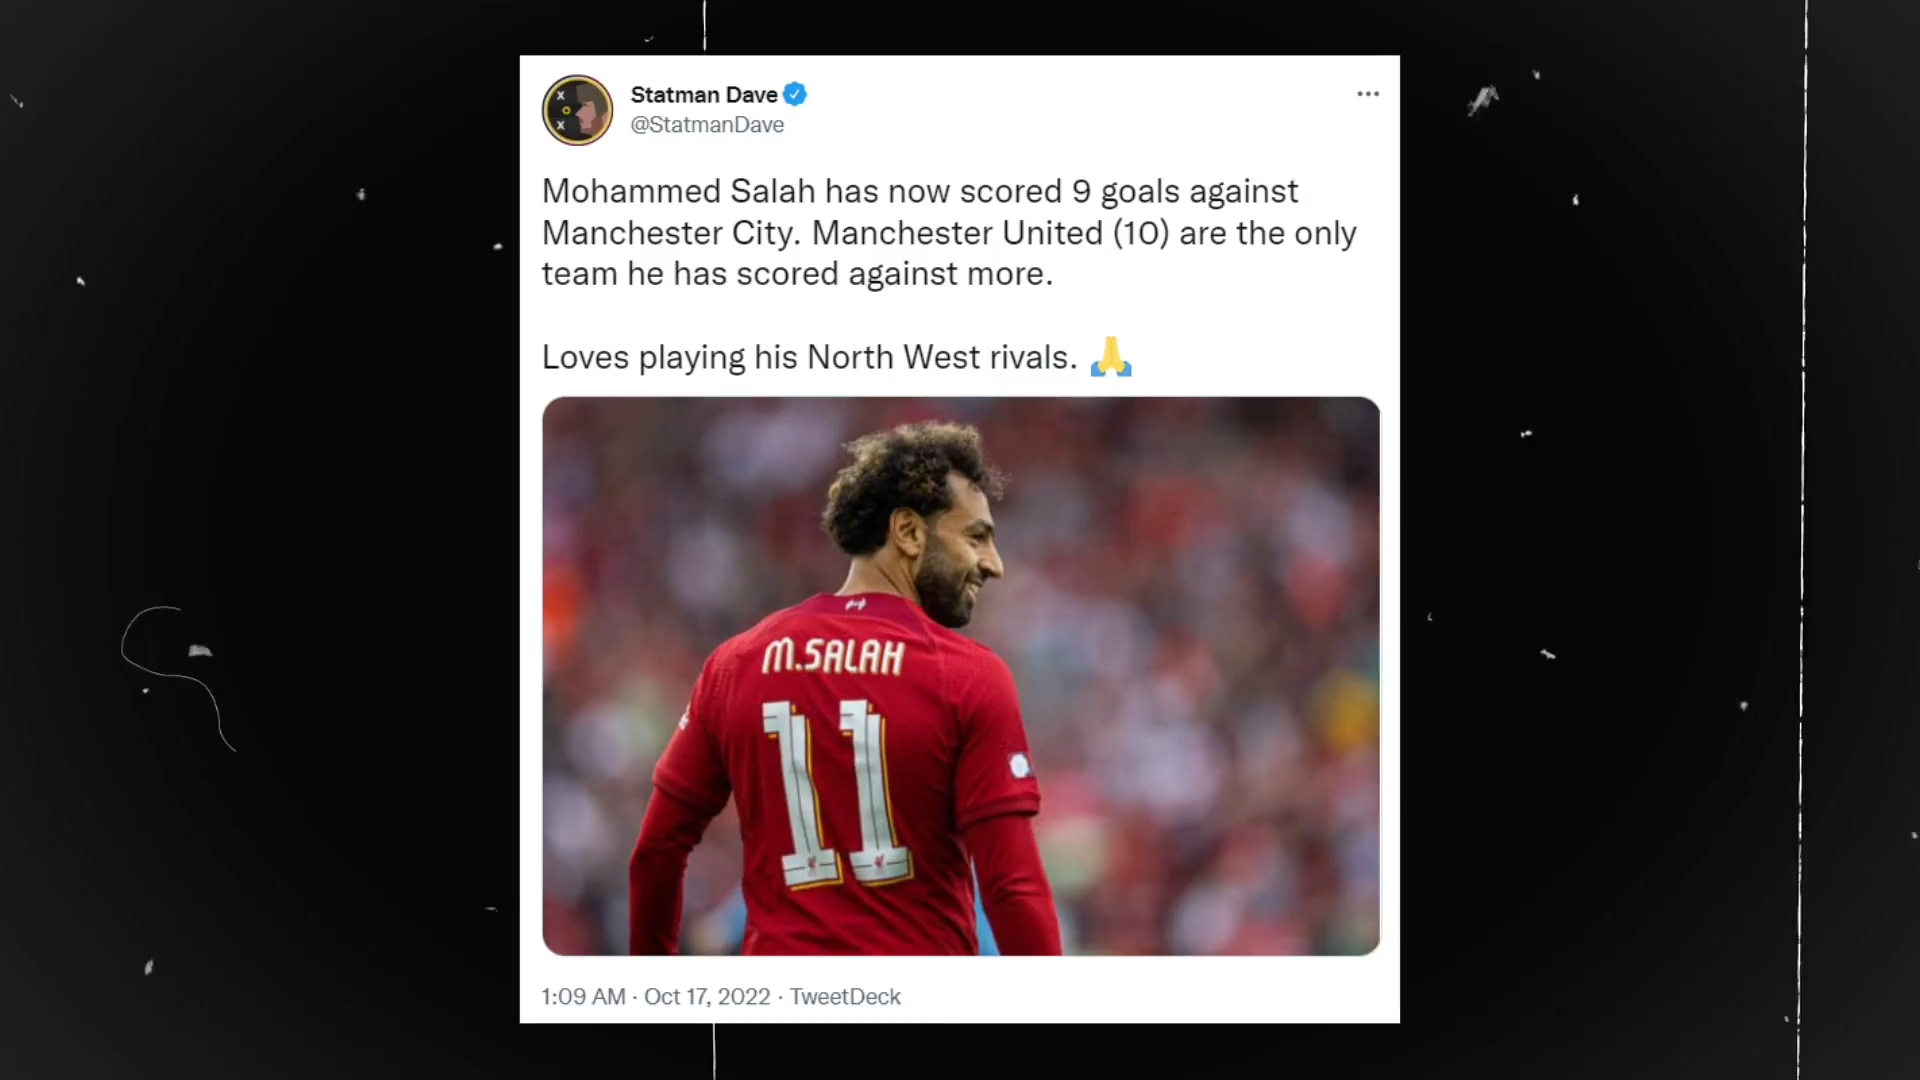 Statman Dave
@StatmanDave
Mohammed Salah has now scored 9 goals against
Manchester City. Manchester United (10) are the only
team he has scored against more.
Loves playing his North West rivals. 🙏
M.SALAH
11
1:09 AM · Oct 17, 2022 · TweetDeck